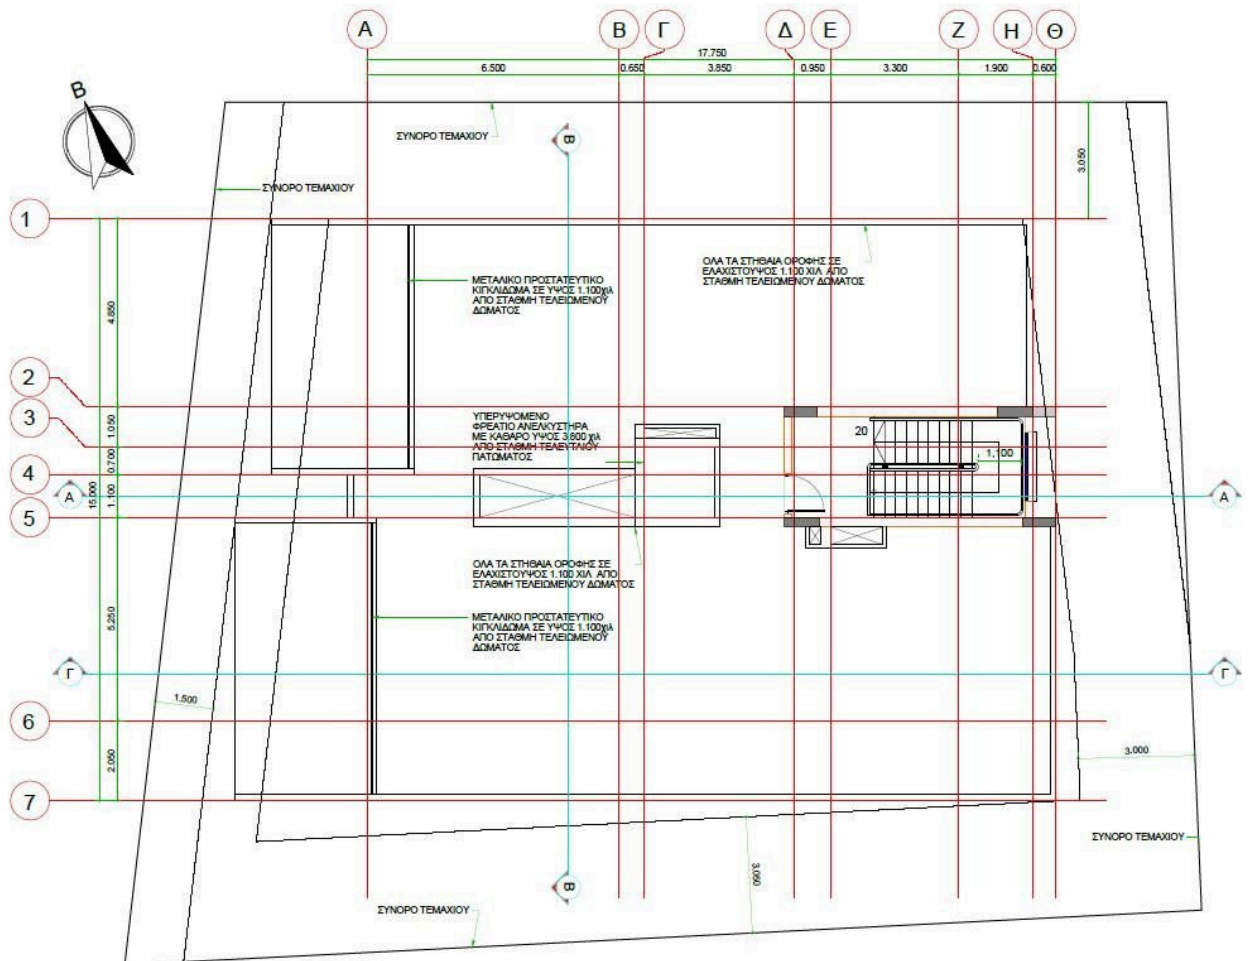 Α Β Γ Δ Ε Ζ Η Θ
17.750
6.500 0.650 3.850 0.950 3.300 1.900 0.600
Β
ΣΥΝΟΡΟ ΤΕΜΑΧΙΟΥ
Β
3.050
ΣΥΝΟΡΟ ΤΕΜΑΧΙΟΥ
1
ΟΛΑ ΤΑ ΣΤΗΘΑΙΑ ΟΡΟΦΗΣ ΣΕ
ΕΛΑΧΙΣΤΟΥΨΟΣ 1.100 ΧΙΛ ΑΠΟ
ΣΤΑΘΜΗ ΤΕΛΕΙΩΜΕΝΟΥ ΔΩΜΑΤΟΣ
ΜΕΤΑΛΙΚΟ ΠΡΟΣΤΑΤΕΥΤΙΚΟ
ΚΙΓΚΛΙΔΩΜΑ ΣΕ ΥΨΟΣ 1.100χιλ
ΑΠΟ ΣΤΑΘΜΗ ΤΕΛΕΙΩΜΕΝΟΥ
ΔΩΜΑΤΟΣ
4.850
2
3
1.050
ΥΠΕΡΥΨΟΜΕΝΟ
ΦΡΕΑΤΙΟ ΑΝΕΛΚΥΣΤΗΡΑ
ΜΕ ΚΑΘΑΡΟ ΥΨΟΣ 3.800 χιλ
ΑΠΟ ΣΤΑΘΜΗ ΤΕΛΕΥΤΑΙΟΥ
ΠΑΤΩΜΑΤΟΣ
20
1,100
0.700
4
Α
15.000
1.100
Α
5
ΟΛΑ ΤΑ ΣΤΗΘΑΙΑ ΟΡΟΦΗΣ ΣΕ
ΕΛΑΧΙΣΤΟΥΨΟΣ 1.100 ΧΙΛ ΑΠΟ
ΣΤΑΘΜΗ ΤΕΛΕΙΩΜΕΝΟΥ ΔΩΜΑΤΟΣ
ΜΕΤΑΛΙΚΟ ΠΡΟΣΤΑΤΕΥΤΙΚΟ
ΚΙΓΚΛΙΔΩΜΑ ΣΕ ΥΨΟΣ 1.100χιλ
ΑΠΟ ΣΤΑΘΜΗ ΤΕΛΕΙΩΜΕΝΟΥ
ΔΩΜΑΤΟΣ
5.250
Γ
Γ
1.500
6
2.050
3.000
7
ΣΥΝΟΡΟ ΤΕΜΑΧΙΟΥ
3.050
Β
ΣΥΝΟΡΟ ΤΕΜΑΧΙΟΥ